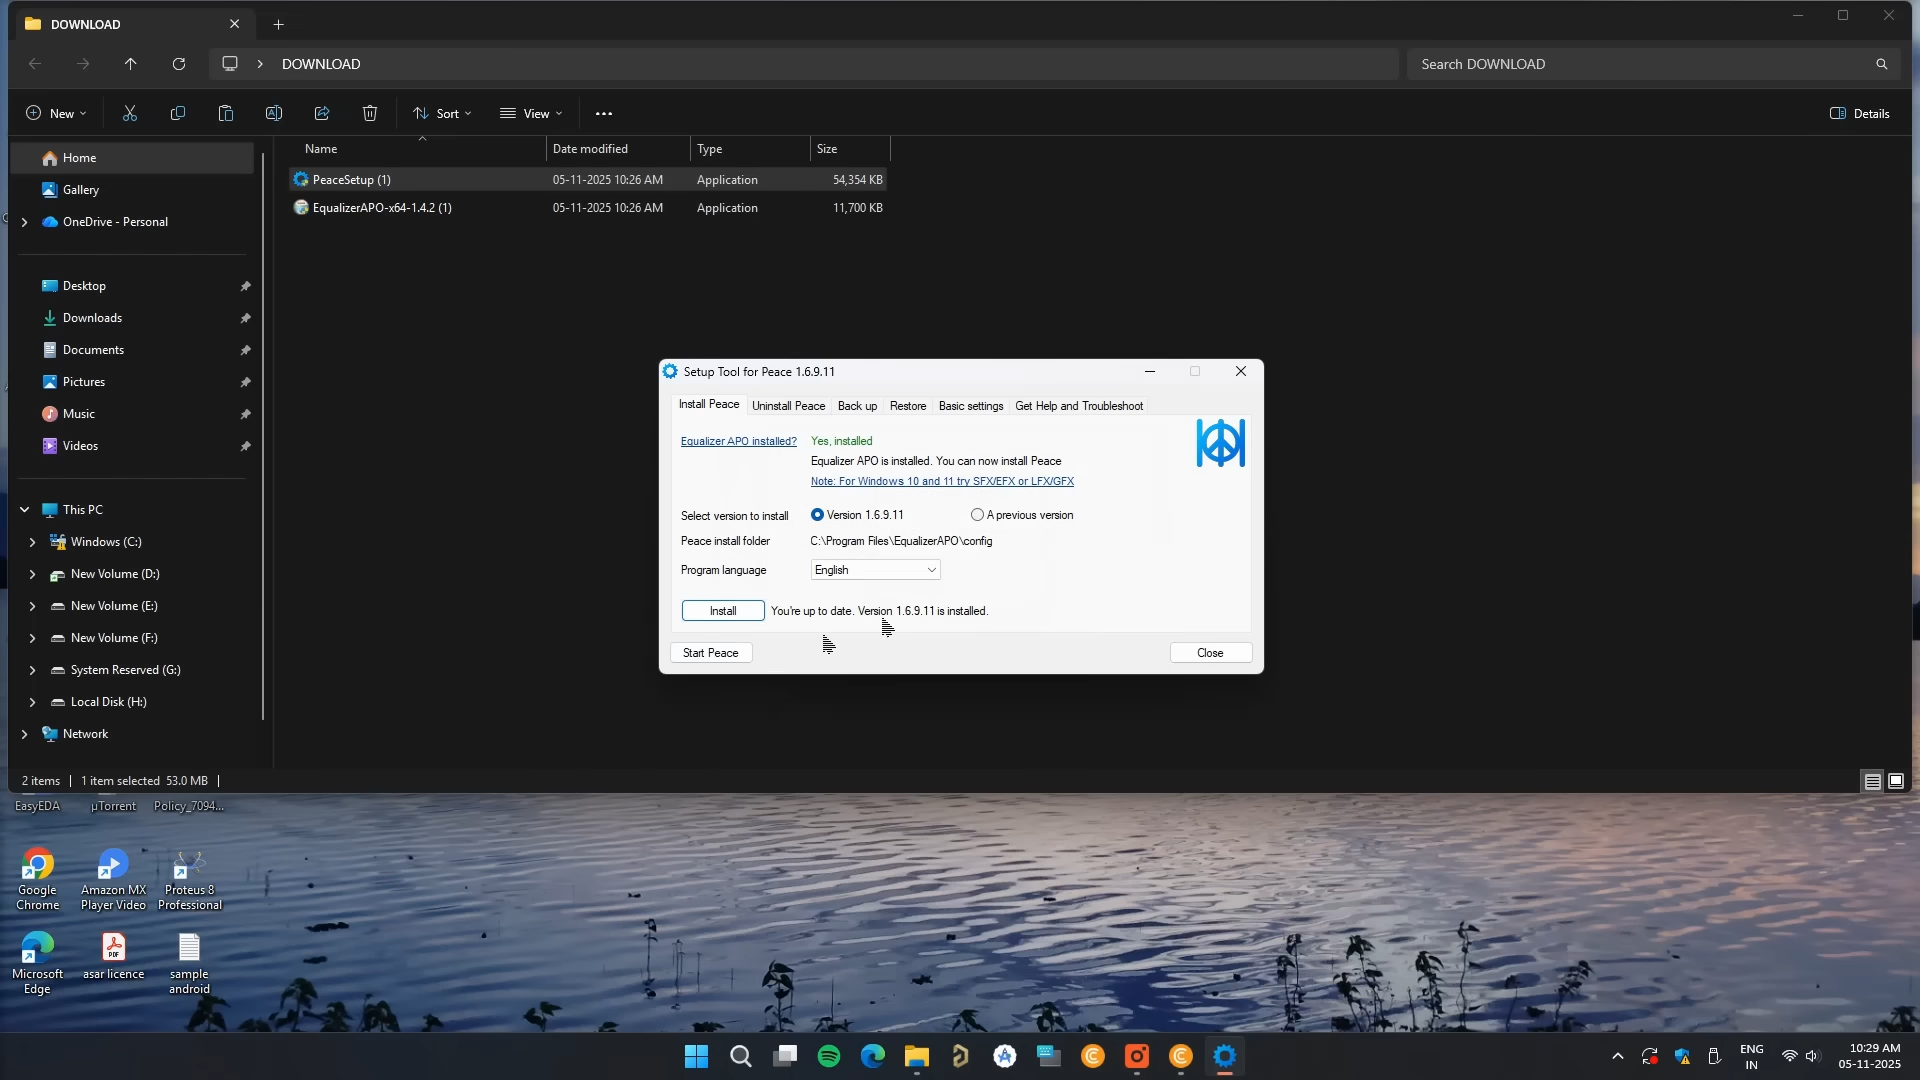 DOWNLOAD
DOWNLOAD
Search DOWNLOAD
New
Sort
View
Details
Home
Gallery
OneDrive - Personal
Desktop
Downloads
Documents
Pictures
Music
Videos
This PC
Windows (C:)
New Volume (D:)
New Volume (E:)
New Volume (F:)
System Reserved (G:)
Local Disk (H:)
Network
Name Date modified Type Size
PeaceSetup (1) 05-11-2025 10:26 AM Application 54,354 KB
EqualizerAPO-x64-1.4.2 (1) 05-11-2025 10:26 AM Application 11,700 KB
Setup Tool for Peace 1.6.9.11
Install Peace Uninstall Peace Back up Restore Basic settings Get Help and Troubleshoot
Equalizer APO installed? Yes, installed
Equalizer APO is installed. You can now install Peace
Note: For Windows 10 and 11 try SFX/EFX or LFX/GFX
Select version to install Version 1.6.9.11 A previous version
Peace install folder C:\Program Files\EqualizerAPO\config
Program language English
Install You're up to date. Version 1.6.9.11 is installed.
Start Peace Close
2 items 1 item selected 53.0 MB
EasyEDA µTorrent Policy_7094...
Google Chrome
Amazon MX Player Video
Proteus 8 Professional
Microsoft Edge
PDF
asar licence
sample android
ENG
IN
10:29 AM
05-11-2025